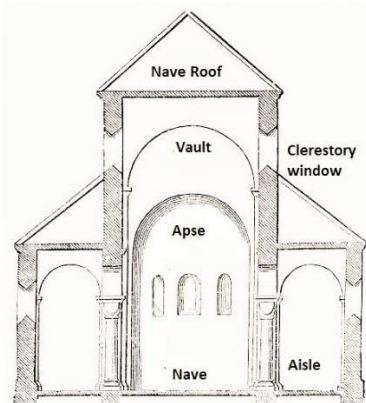 Nave Roof
Vault
Clerestory
window
Apse
Nave
Aisle